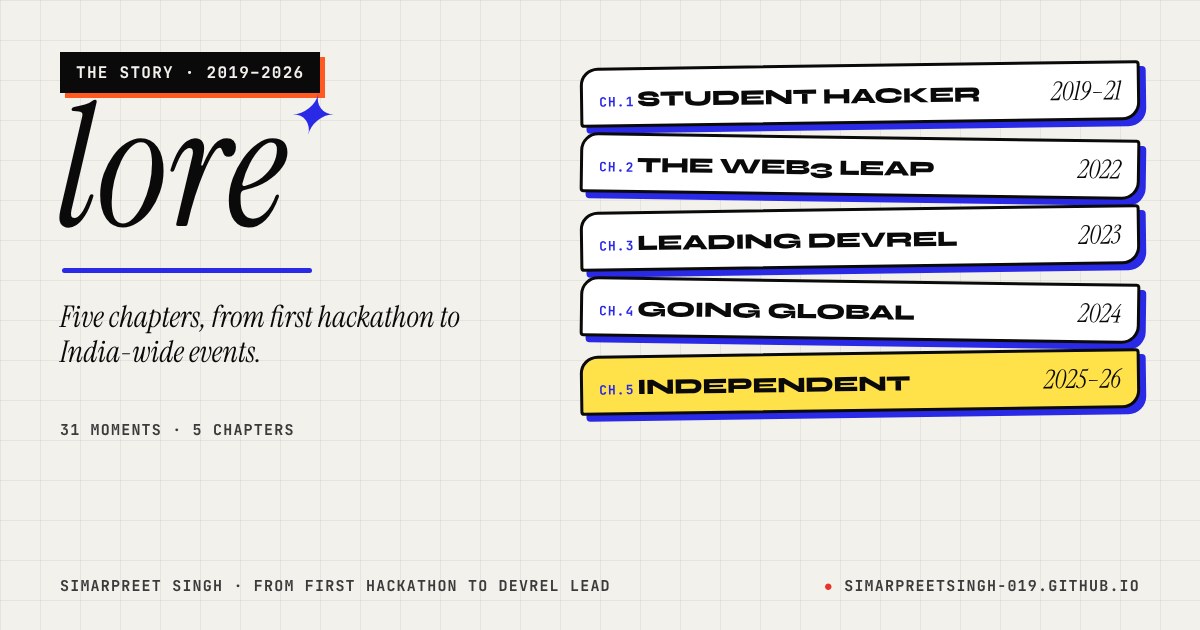 THE STORY · 2019–2026
lore
Five chapters, from first hackathon to
India-wide events.
31 MOMENTS · 5 CHAPTERS
CH.1 STUDENT HACKER 2019–21
CH.2 THE WEB3 LEAP 2022
CH.3 LEADING DEVREL 2023
CH.4 GOING GLOBAL 2024
CH.5 INDEPENDENT 2025–26
SIMARPREET SINGH · FROM FIRST HACKATHON TO DEVREL LEAD
SIMARPREETSINGH-019.GITHUB.IO